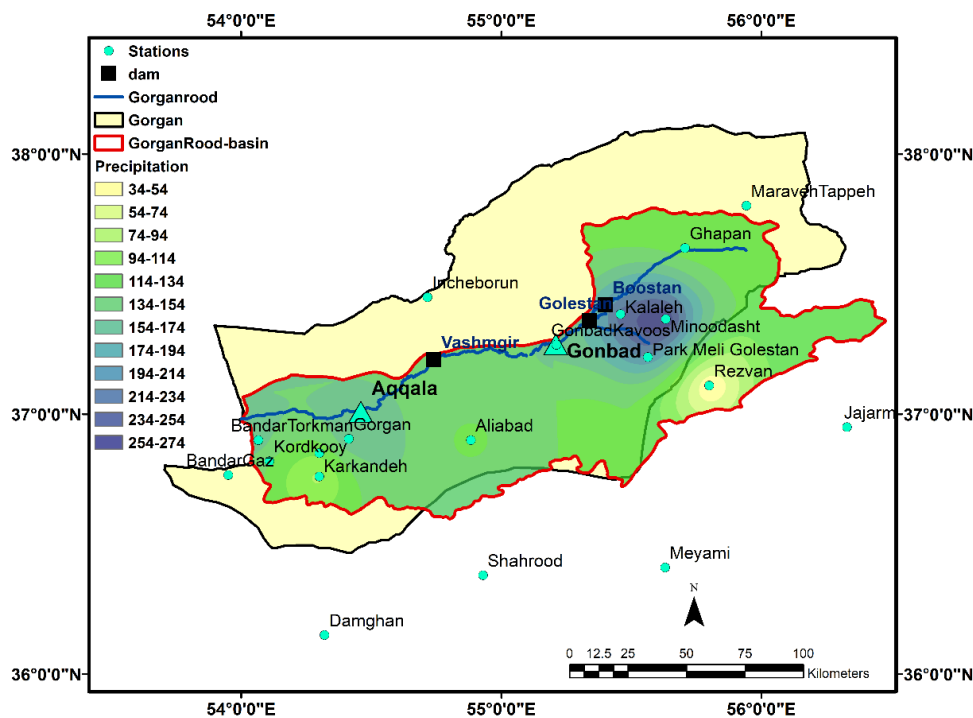 54°0'0"E 55°0'0"E 56°0'0"E
Stations
dam
Gorganrood
Gorgan
GorganRood-basin
Precipitation
34-54
54-74
74-94
94-114
114-134
134-154
154-174
174-194
194-214
214-234
234-254
254-274
38°0'0"N 38°0'0"N
MaravehTappeh
Ghapan
Incheborun
Boostan
Golestan
Kalaleh
Minoodasht
GonbadKavoos
Vashmgir
Gonbad
Park Meli Golestan
Rezvan
Aqqala
37°0'0"N 37°0'0"N
Jajarm
BandarTorkman
Gorgan
Aliabad
Kordkooy
BandarGaz
Karkandeh
Shahrood
Meyami
Damghan
N
36°0'0"N 36°0'0"N
0 12.5 25 50 75 100
Kilometers
54°0'0"E 55°0'0"E 56°0'0"E